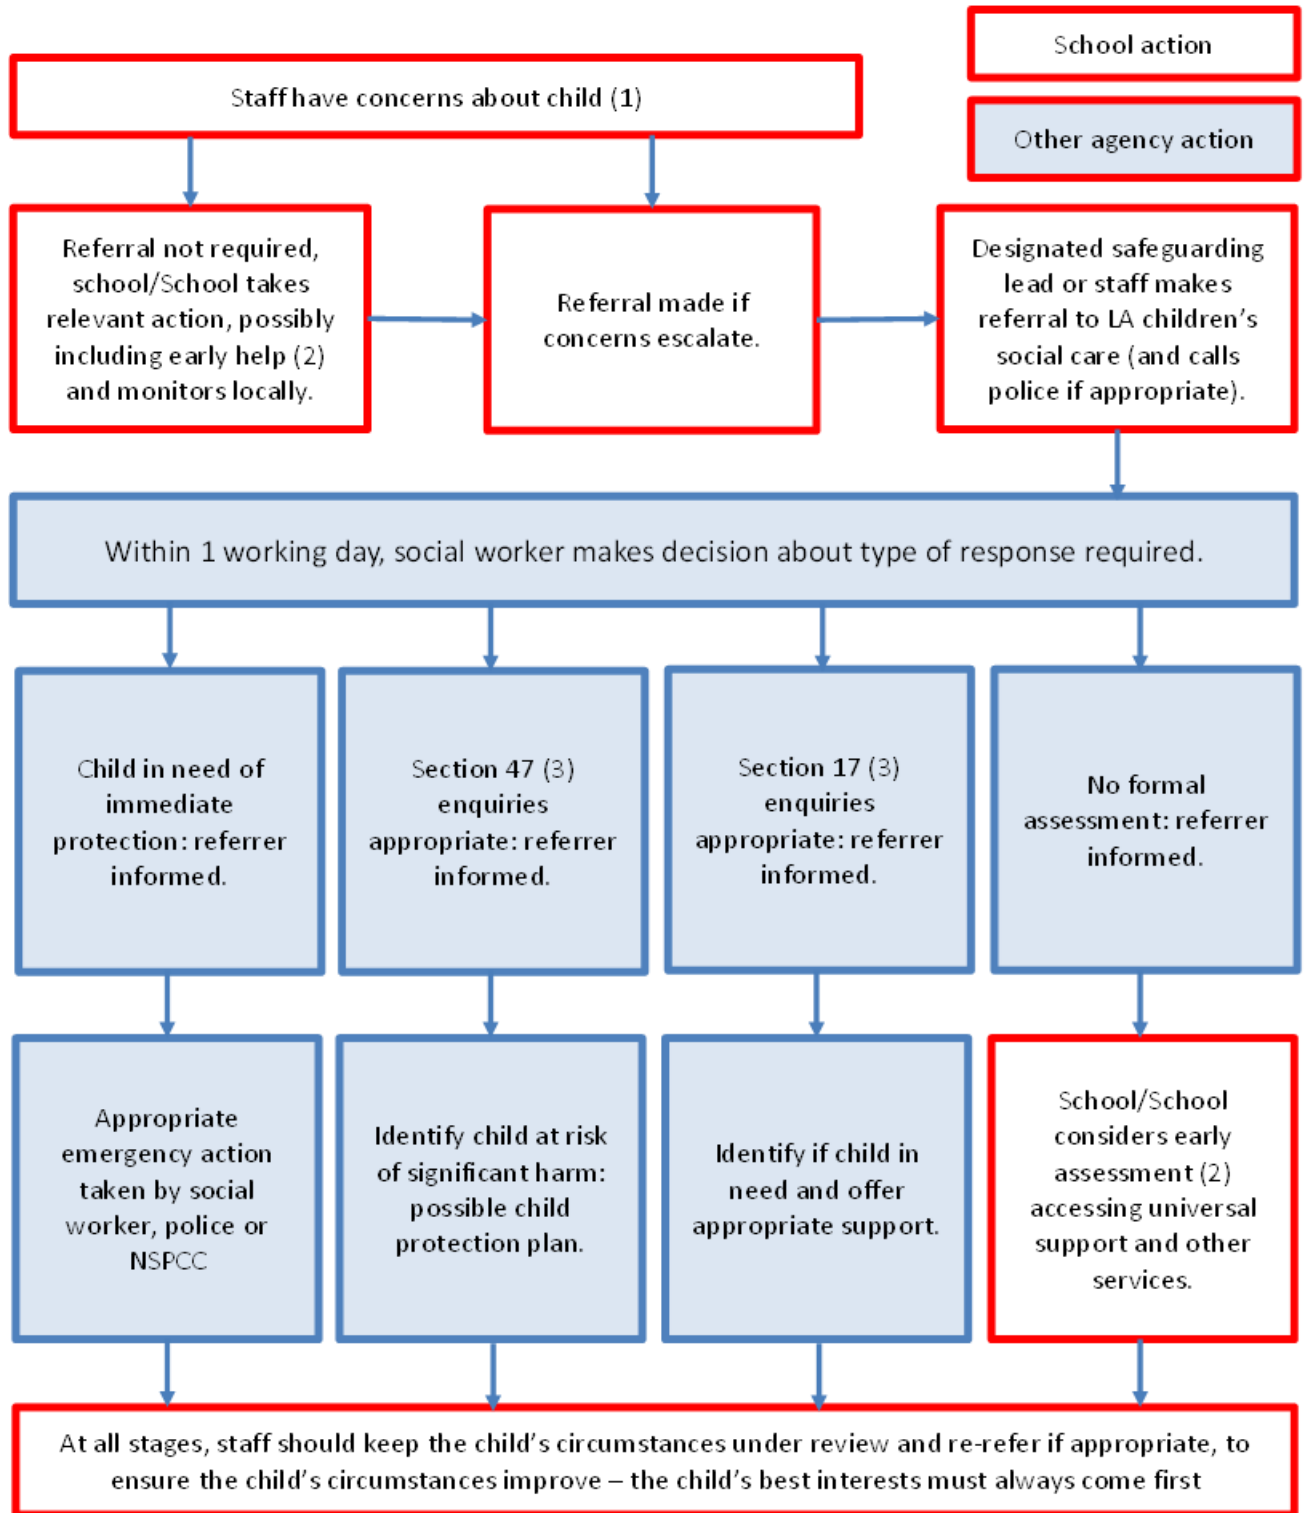 School action
Staff have concerns about child (1)
Other agency action
Referral not required,
school/School takes
relevant action, possibly
including early help (2)
and monitors locally.
Referral made if
concerns escalate.
Designated safeguarding
lead or staff makes
referral to LA children’s
social care (and calls
police if appropriate).
Within 1 working day, social worker makes decision about type of response required.
Child in need of
immediate
protection: referrer
informed.
Section 47 (3)
enquiries
appropriate: referrer
informed.
Section 17 (3)
enquiries
appropriate: referrer
informed.
No formal
assessment: referrer
informed.
Appropriate
emergency action
taken by social
worker, police or
NSPCC
Identify child at risk
of significant harm:
possible child
protection plan.
Identify if child in
need and offer
appropriate support.
School/School
considers early
assessment (2)
accessing universal
support and other
services.
At all stages, staff should keep the child’s circumstances under review and re-refer if appropriate, to
ensure the child’s circumstances improve – the child’s best interests must always come first